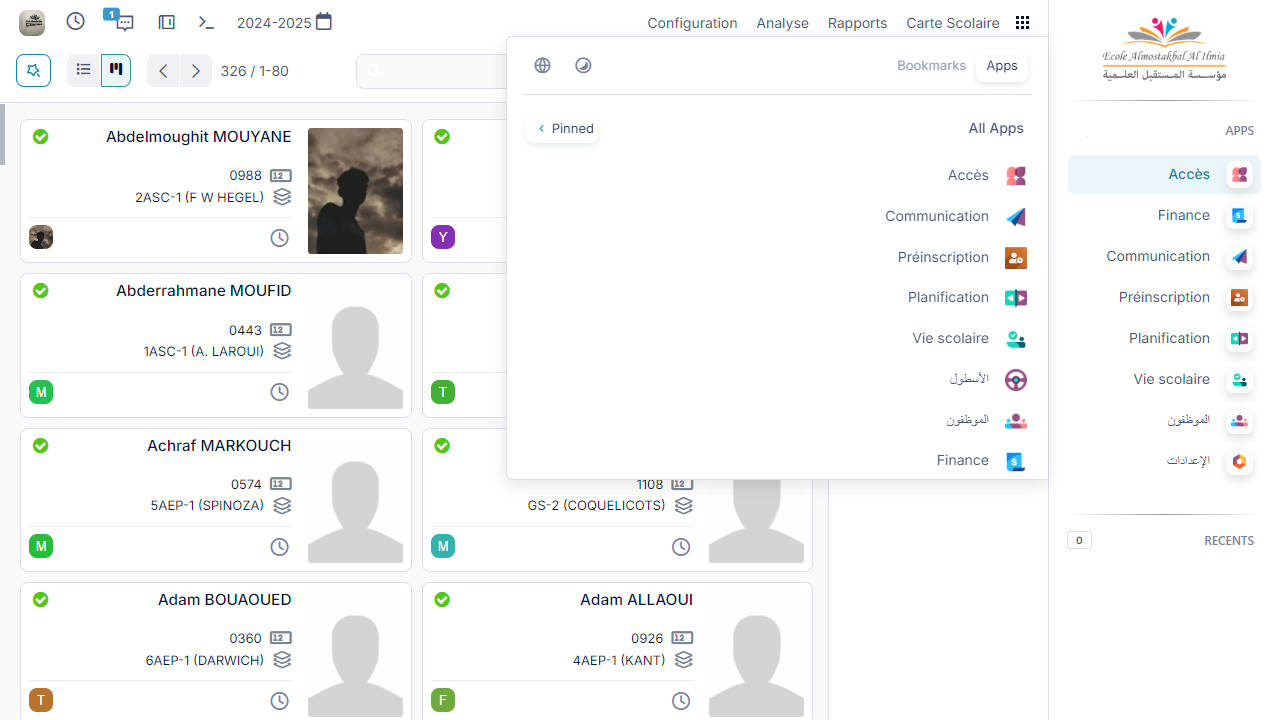 1
2024-2025
Configuration
Analyse
Rapports
Carte Scolaire
326 / 1-80
Bookmarks
Apps
Pinned
All Apps
Accès
Communication
Préinscription
Planification
Vie scolaire
الأسطول
الموظفون
Finance
Abdelmoughit MOUYANE
0988
2ASC-1 (F W HEGEL)
Y
Abderrahmane MOUFID
0443
1ASC-1 (A. LAROUI)
M
T
Achraf MARKOUCH
0574
5AEP-1 (SPINOZA)
M
1108
GS-2 (COQUELICOTS)
M
Adam BOUAOUED
0360
6AEP-1 (DARWICH)
T
Adam ALLAOUI
0926
4AEP-1 (KANT)
F
Ecole Almostakbal Al Ilmia
مؤسسة المستقبل العلمية
APPS
Accès
Finance
Communication
Préinscription
Planification
Vie scolaire
الموظفون
الإعدادات
0
RECENTS